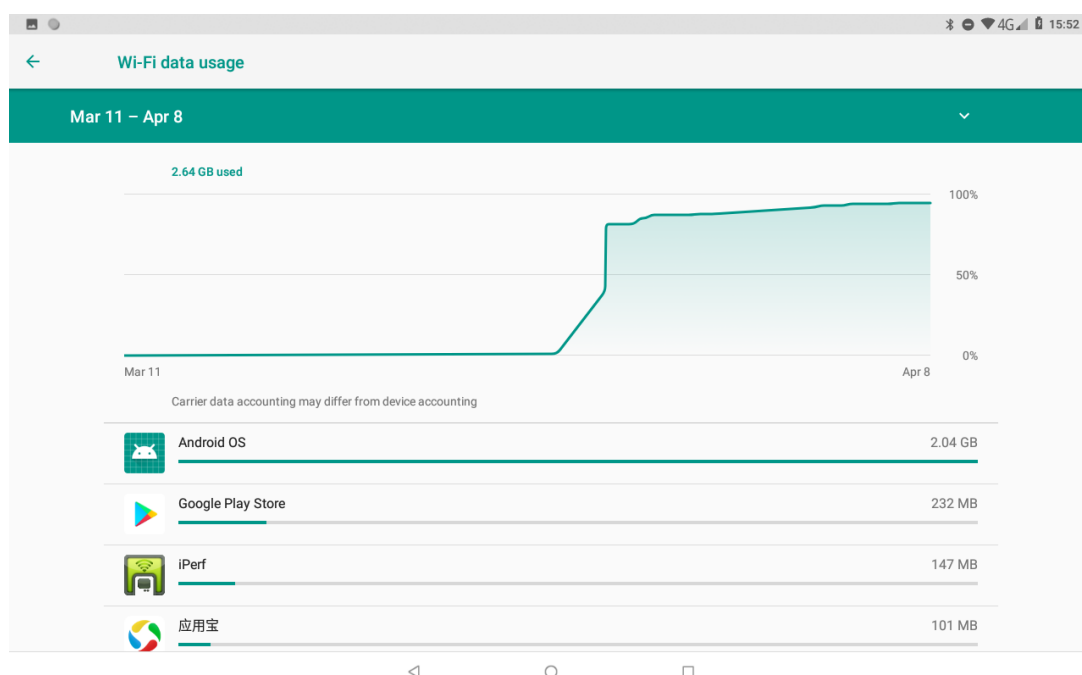 4G 15:52
Wi-Fi data usage
Mar 11 – Apr 8
2.64 GB used
100%
50%
0%
Mar 11 Apr 8
Carrier data accounting may differ from device accounting
Android OS 2.04 GB
Google Play Store 232 MB
iPerf 147 MB
应用宝 101 MB